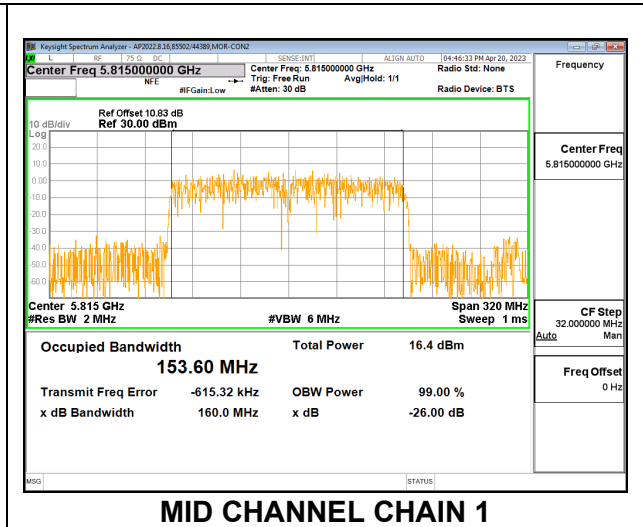 Keysight Spectrum Analyzer - AP2022.8.16,85502/44389,MOR-CON2
L RF 75 Ω DC SENSE:INT ALIGN AUTO 04:46:33 PM Apr 20, 2023
Center Freq 5.815000000 GHz
NFE
#IFGain:Low
Center Freq: 5.815000000 GHz
Trig: Free Run Avg|Hold: 1/1
#Atten: 30 dB
Radio Std: None
Radio Device: BTS
Ref Offset 10.83 dB
10 dB/div Ref 30.00 dBm
Log
20.0
10.0
0.00
-10.0
-20.0
-30.0
-40.0
-50.0
-60.0
Center 5.815 GHz Span 320 MHz
#Res BW 2 MHz #VBW 6 MHz Sweep 1 ms
Occupied Bandwidth Total Power 16.4 dBm
153.60 MHz
Transmit Freq Error -615.32 kHz OBW Power 99.00 %
x dB Bandwidth 160.0 MHz x dB -26.00 dB
MSG STATUS
Frequency
Center Freq
5.815000000 GHz
CF Step
32.000000 MHz
Auto Man
Freq Offset
0 Hz
MID CHANNEL CHAIN 1